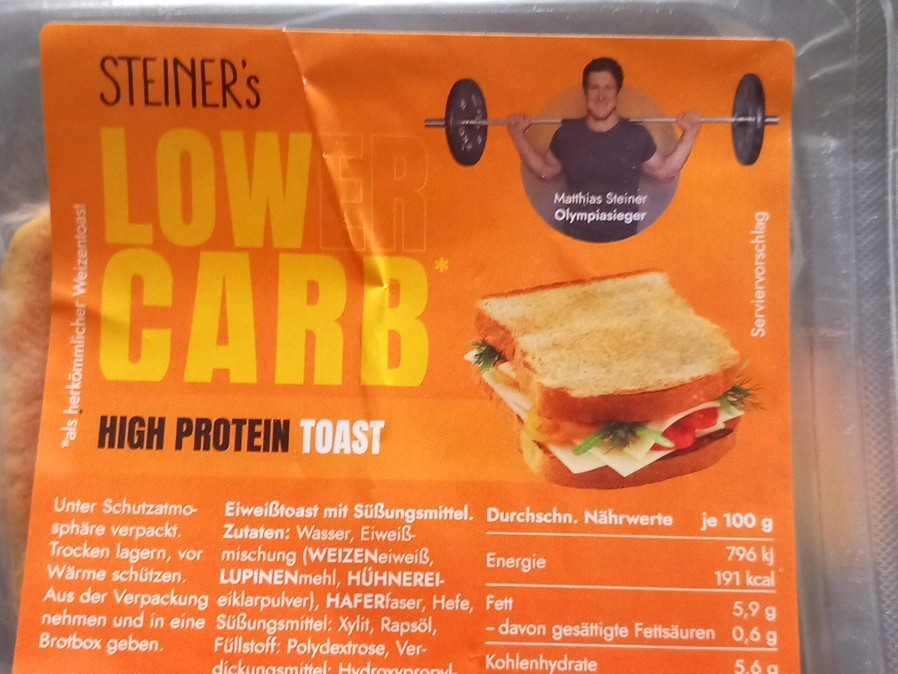 STEINER's
LOWER
CARB*
HIGH PROTEIN TOAST
*als herkömmlicher Weizentoast
Matthias Steiner
Olympiasieger
Serviervorschlag
Unter Schutzatmo-
sphäre verpackt.
Trocken lagern, vor
Wärme schützen.
Aus der Verpackung
nehmen und in eine
Brotbox geben.
Eiweißtoast mit Süßungsmittel.
Zutaten: Wasser, Eiweiß-
mischung (WEIZENeiweiß,
LUPINENmehl, HÜHNEREI-
eiklarpulver), HAFERfaser, Hefe,
Süßungsmittel: Xylit, Rapsöl,
Füllstoff: Polydextrose, Ver-
dickungsmittel: Hydroxypropyl-
Durchschn. Nährwerte je 100 g
Energie 796 kJ
191 kcal
Fett 5,9 g
- davon gesättigte Fettsäuren 0,6 g
Kohlenhydrate 5,6 g